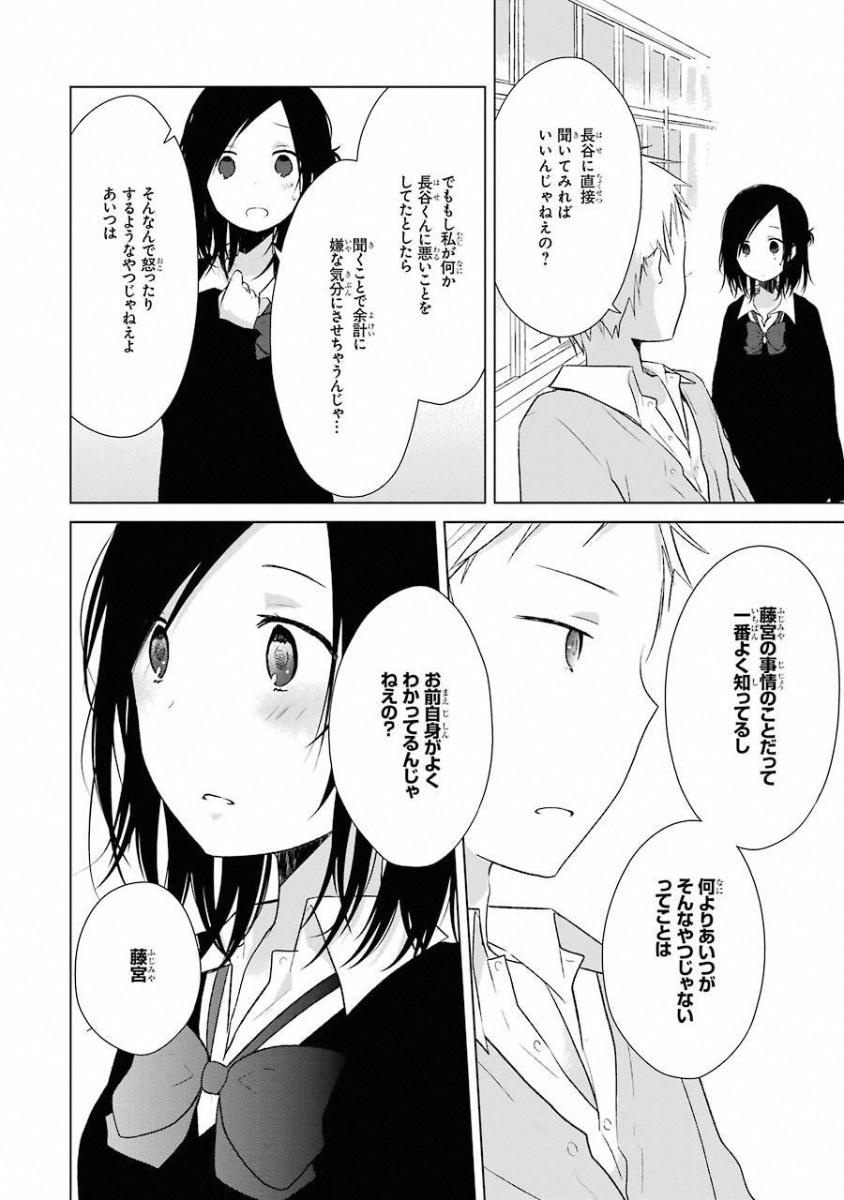 長谷に直接
聞いてみれば
いいんじゃねえの?
でももし私が何か
長谷くんに悪いことを
してたとしたら
聞くことで余計に
嫌な気分にさせちゃうんじゃ…
そんなんで怒ったり
するようなやつじゃねえよ
あいつは
藤宮の事情のことだって
一番よく知ってるし
何よりあいつが
そんなやつじゃない
ってことは
お前自身がよく
わかってるんじゃ
ねえの?
藤宮